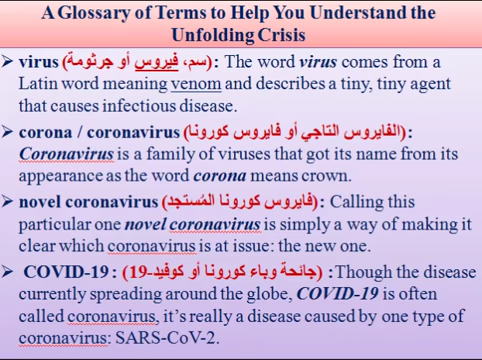 A Glossary of Terms to Help You Understand the
Unfolding Crisis
➢ virus (سم، فيروس أو جرثومة): The word virus comes from a
Latin word meaning venom and describes a tiny, tiny agent
that causes infectious disease.
➢ corona / coronavirus (الفايروس التاجي أو فايروس كورونا):
Coronavirus is a family of viruses that got its name from its
appearance as the word corona means crown.
➢ novel coronavirus (فايروس كورونا المُستجد): Calling this
particular one novel coronavirus is simply a way of making it
clear which coronavirus is at issue: the new one.
➢ COVID-19 : (جائحة وباء كورونا أو كوفيد-19) :Though the disease
currently spreading around the globe, COVID-19 is often
called coronavirus, it’s really a disease caused by one type of
coronavirus: SARS-CoV-2.